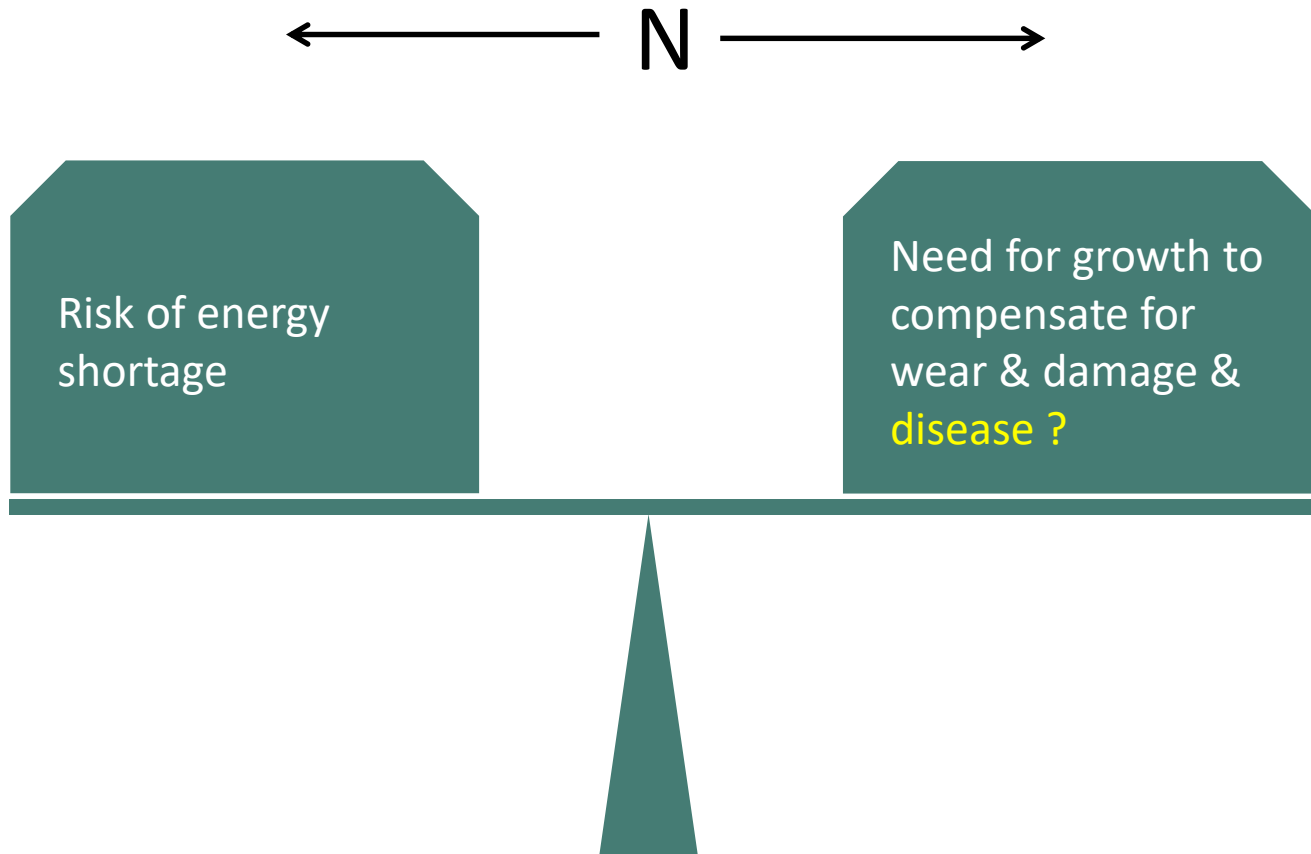 N
Risk of energy
shortage
Need for growth to
compensate for
wear & damage &
disease ?